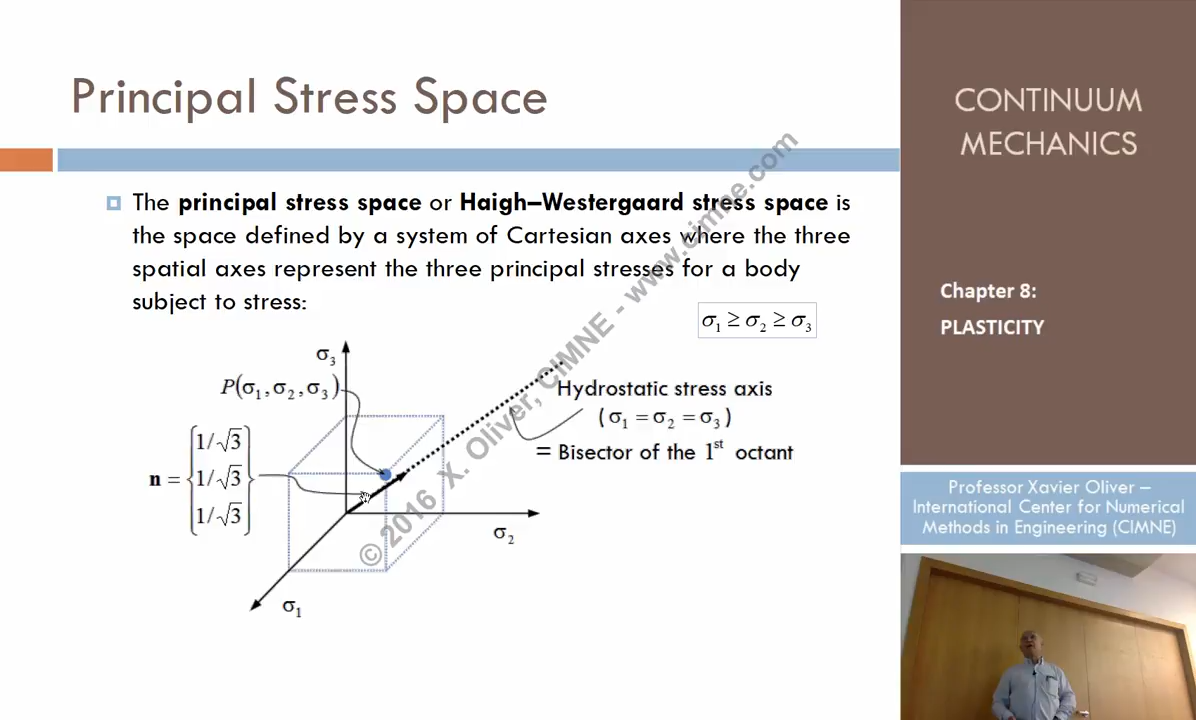 Principal Stress Space
The principal stress space or Haigh–Westergaard stress space is
the space defined by a system of Cartesian axes where the three
spatial axes represent the three principal stresses for a body
subject to stress:
σ₁ ≥ σ₂ ≥ σ₃
σ₃
P(σ₁,σ₂,σ₃)
Hydrostatic stress axis
(σ₁ = σ₂ = σ₃)
= Bisector of the 1st octant
n = {1/√3
1/√3
1/√3}
σ₂
σ₁
© 2016 X. Oliver, CIMNE - www.cimne.com
CONTINUUM
MECHANICS
Chapter 8:
PLASTICITY
Professor Xavier Oliver –
International Center for Numerical
Methods in Engineering (CIMNE)